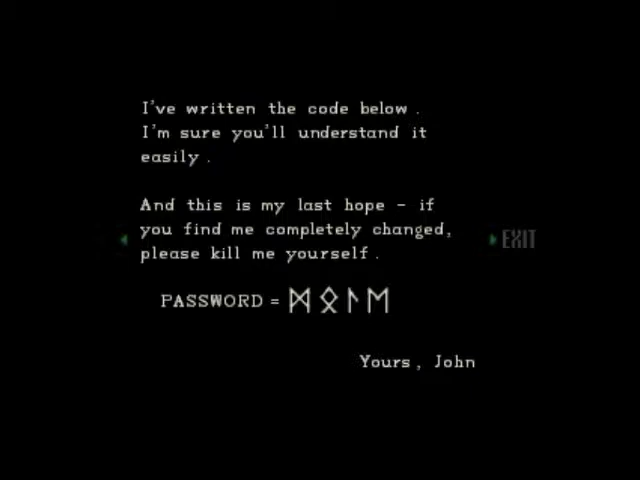 I've written the code below.
I'm sure you'll understand it
easily.
And this is my last hope - if
you find me completely changed,
please kill me yourself.
EXIT
PASSWORD = ᛞᛟᛚᛖ
Yours, John